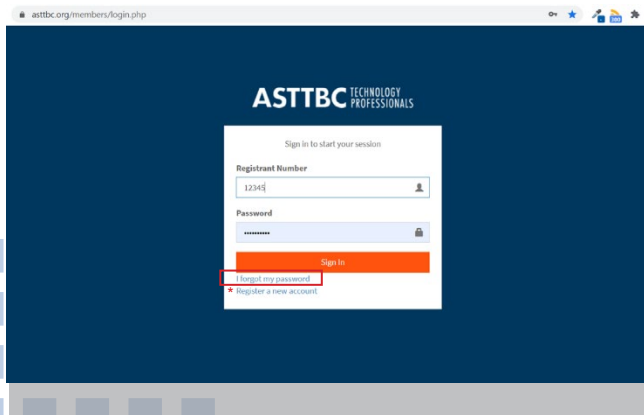 asttbc.org/members/login.php
ASTTBC TECHNOLOGY PROFESSIONALS
Sign in to start your session
Registrant Number
12345
Password
••••••••••
Sign In
I forgot my password
* Register a new account